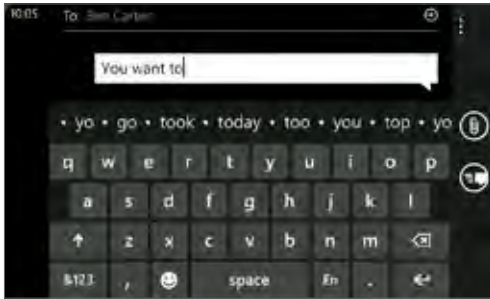 10:05 To: Ben Carter
You want to
• yo • go • took • today • too • you • top • yo
q w e r t y u i o p
a s d f g h j k l
z x c v b n m
&123 , space En .